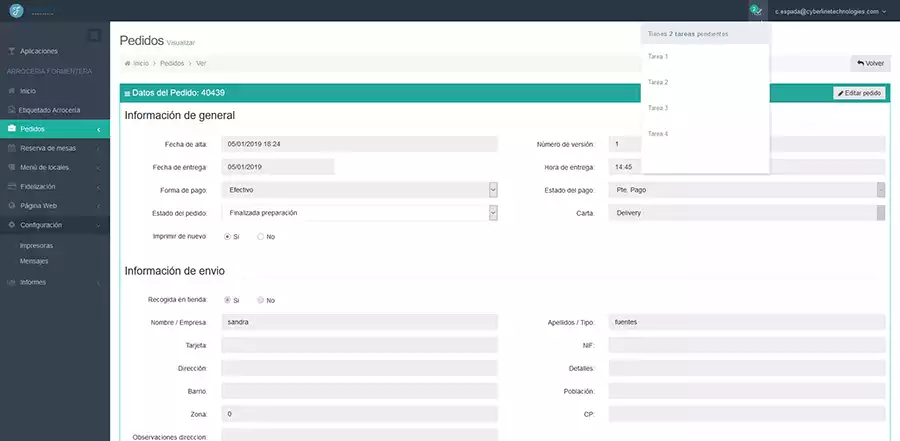 2
c.espada@cyberlinetechnologies.com
Tienes 2 tareas pendientes
Tarea 1
Tarea 2
Tarea 3
Tarea 4
Aplicaciones
ARROCERÍA FORMENTERA
Inicio
Etiquetado Arrocería
Pedidos
Reserva de mesas
Menú de locales
Fidelización
Página Web
Configuración
Impresoras
Mensajes
Informes
Pedidos Visualizar
Inicio > Pedidos > Ver
Volver
Datos del Pedido: 40439
Editar pedido
Información de general
Fecha de alta: 05/01/2019 18:24
Número de versión: 1
Fecha de entrega: 05/01/2019
Hora de entrega: 14:45
Forma de pago: Efectivo
Estado del pago: Pte. Pago
Estado del pedido: Finalizada preparación
Carta: Delivery
Imprimir de nuevo: Si No
Información de envio
Recogida en tienda: Si No
Nombre / Empresa: sandra
Apellidos / Tipo: fuentes
Tarjeta:
NIF:
Dirección:
Detalles:
Barrio:
Población:
Zona: 0
CP:
Observaciones direccion: